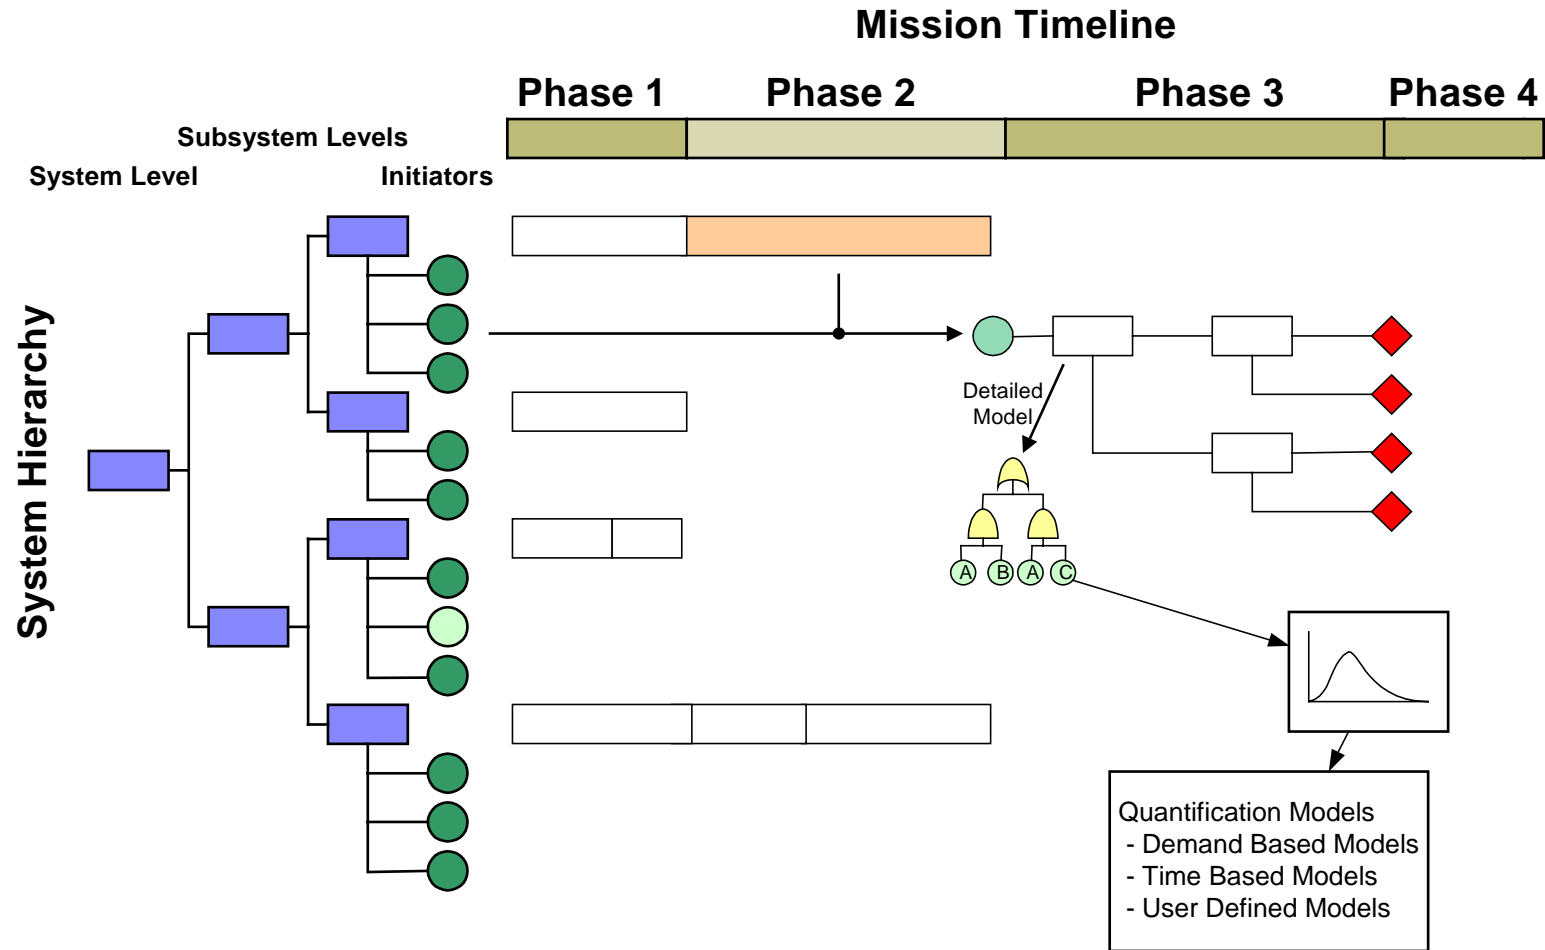 Mission Timeline
Phase 1
Phase 2
Phase 3
Phase 4
Subsystem Levels
System Level
Initiators
System Hierarchy
Detailed
Model
A
B
A
C
Quantification Models
- Demand Based Models
- Time Based Models
- User Defined Models